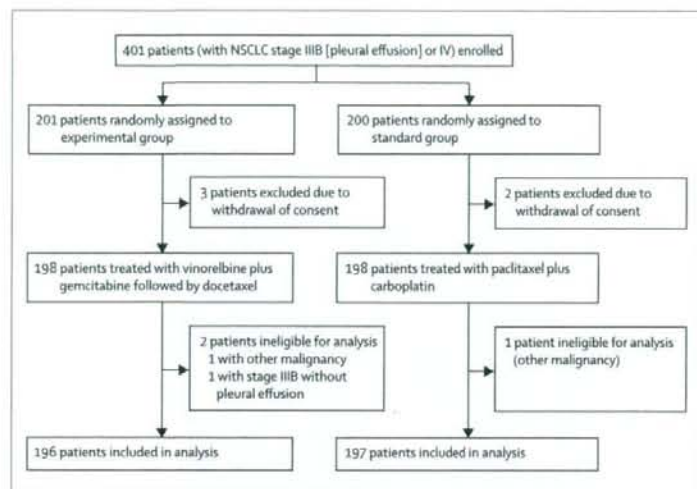 401 patients (with NSCLC stage IIIB [pleural effusion] or IV) enrolled
201 patients randomly assigned to
experimental group
200 patients randomly assigned to
standard group
3 patients excluded due to
withdrawal of consent
2 patients excluded due to
withdrawal of consent
198 patients treated with vinorelbine plus
gemcitabine followed by docetaxel
198 patients treated with paclitaxel plus
carboplatin
2 patients ineligible for analysis
1 with other malignancy
1 with stage IIIB without
pleural effusion
1 patient ineligible for analysis
(other malignancy)
196 patients included in analysis
197 patients included in analysis